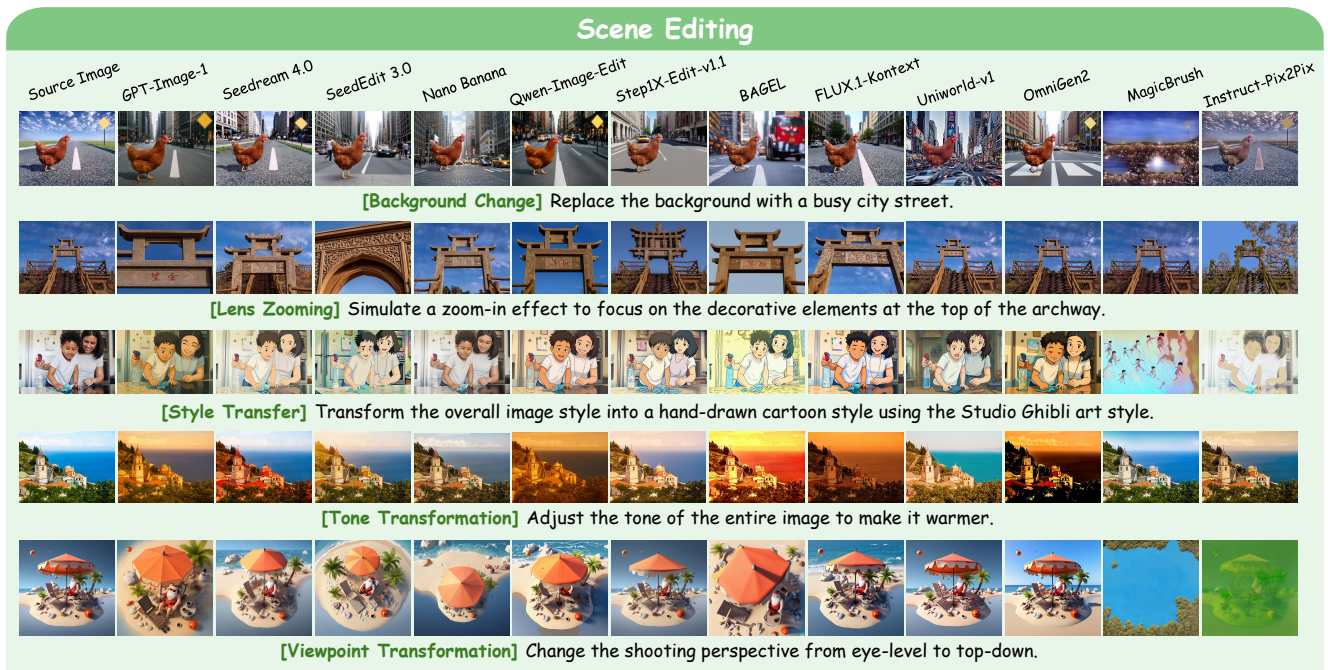 Scene Editing
Source Image
GPT-Image-1
Seedream 4.0
SeedEdit 3.0
Nano Banana
Qwen-Image-Edit
Step1X-Edit-v1.1
BAGEL
FLUX.1-Kontext
Uniworld-v1
OmniGen2
MagicBrush
Instruct-Pix2Pix
[Background Change] Replace the background with a busy city street.
[Lens Zooming] Simulate a zoom-in effect to focus on the decorative elements at the top of the archway.
[Style Transfer] Transform the overall image style into a hand-drawn cartoon style using the Studio Ghibli art style.
[Tone Transformation] Adjust the tone of the entire image to make it warmer.
[Viewpoint Transformation] Change the shooting perspective from eye-level to top-down.